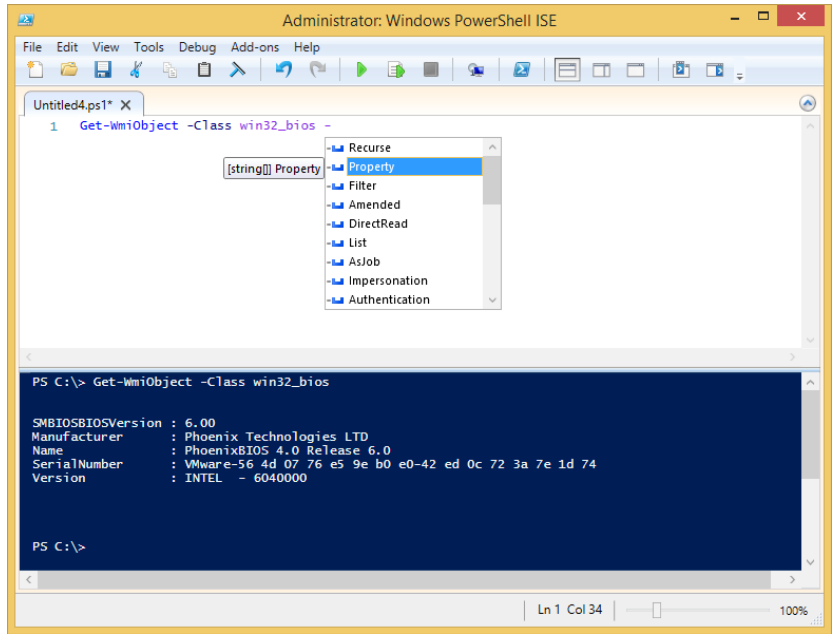 Administrator: Windows PowerShell ISE
File Edit View Tools Debug Add-ons Help
Untitled4.ps1* X
1 Get-WmiObject -Class win32_bios -
Recurse
[string[]] Property
Property
Filter
Amended
DirectRead
List
AsJob
Impersonation
Authentication
PS C:\> Get-WmiObject -Class win32_bios
SMBIOSBIOSVersion : 6.00
Manufacturer : Phoenix Technologies LTD
Name : PhoenixBIOS 4.0 Release 6.0
SerialNumber : VMware-56 4d 07 76 e5 9e b0 e0-42 ed 0c 72 3a 7e 1d 74
Version : INTEL - 6040000
PS C:\>
Ln 1 Col 34 100%